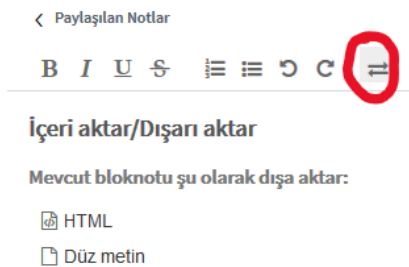 Paylaşılan Notlar
B I U S
İçeri aktar/Dışarı aktar
Mevcut bloknotu şu olarak dışa aktar:
HTML
Düz metin